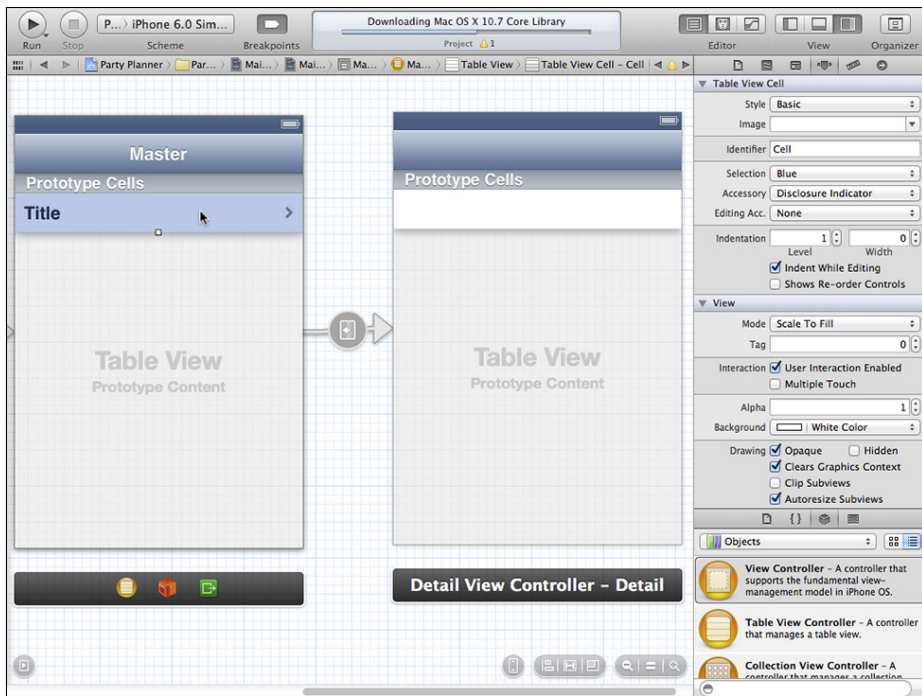 P...
iPhone 6.0 Sim...
Downloading Mac OS X 10.7 Core Library
Project 1
Run
Stop
Scheme
Breakpoints
Editor
View
Organizer
Party Planner
Par...
Mai...
Mai...
Ma...
Ma...
Table View
Table View Cell – Cell
Master
Prototype Cells
Title
Table View
Prototype Content
Prototype Cells
Table View
Prototype Content
Detail View Controller – Detail
Table View Cell
Style Basic
Image
Identifier Cell
Selection Blue
Accessory Disclosure Indicator
Editing Acc. None
Indentation 1 0
Level Width
Indent While Editing
Shows Re-order Controls
View
Mode Scale To Fill
Tag 0
Interaction User Interaction Enabled
Multiple Touch
Alpha 1
Background White Color
Drawing Opaque Hidden
Clears Graphics Context
Clip Subviews
Autoresize Subviews
{}
Objects
View Controller – A controller that
supports the fundamental view-
management model in iPhone OS.
Table View Controller – A controller
that manages a table view.
Collection View Controller – A
controller that manages a collection